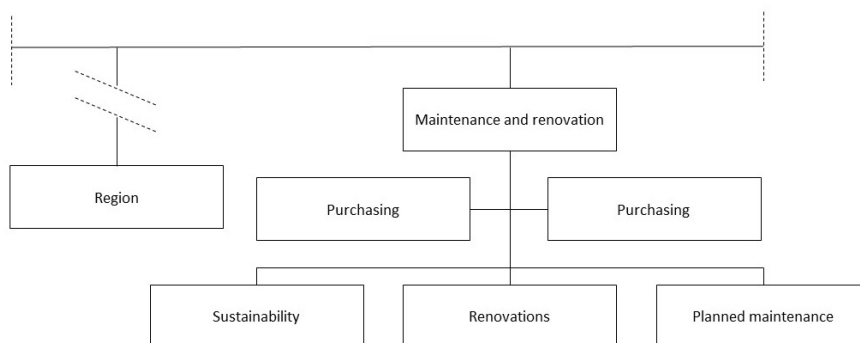 Maintenance and renovation
Region
Purchasing
Purchasing
Sustainability
Renovations
Planned maintenance